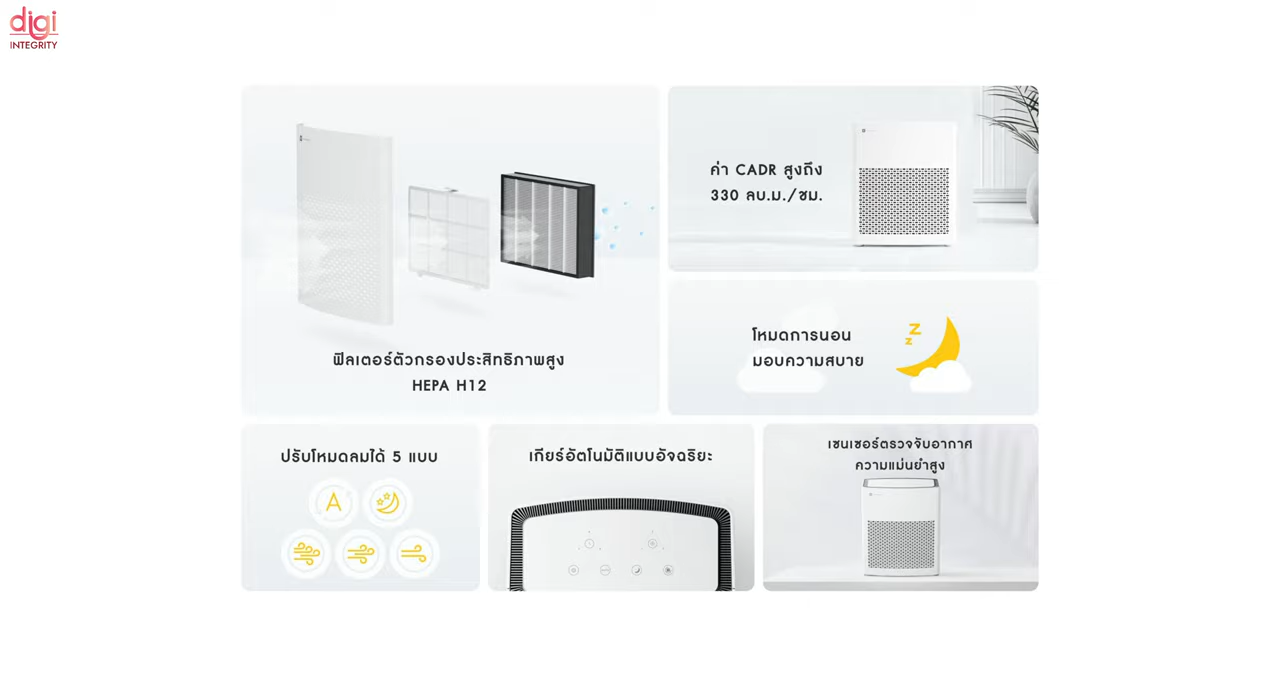 digi
INTEGRITY
ค่า CADR สูงถึง
330 ลบ.ม./ชม.
ฟิลเตอร์ตัวกรองประสิทธิภาพสูง
HEPA H12
โหมดการนอน
มอบความสบาย
z
z
ปรับโหมดลมได้ 5 แบบ
A
เกียร์อัตโนมัติแบบอัจฉริยะ
เซนเซอร์ตรวจจับอากาศ
ความแม่นยำสูง